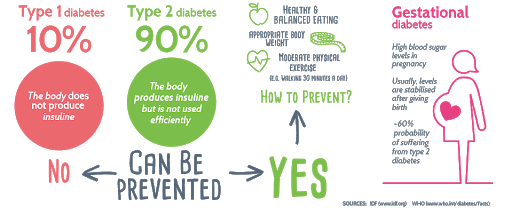 Type 1 diabetes
10%
The body does
not produce
insuline
Type 2 diabetes
90%
The body
produces insuline
but is not used
efficiently
No
CAN BE
PREVENTED
YES
HEALTHY &
BALANCED EATING
APPROPRIATE BODY
WEIGHT
MODERATE PHYSICAL
EXERCISE
(E.G. WALKING 30 MINUTES A DAY)
HOW TO PREVENT?
Gestational
diabetes
High blood sugar
levels in
pregnancy
Usually, levels
are stabilised
after giving
birth
~60%
probability
of suffering
from type 2
diabetes
SOURCES: IDF (www.idf.org) WHO (www.who.int/diabetes/facts)